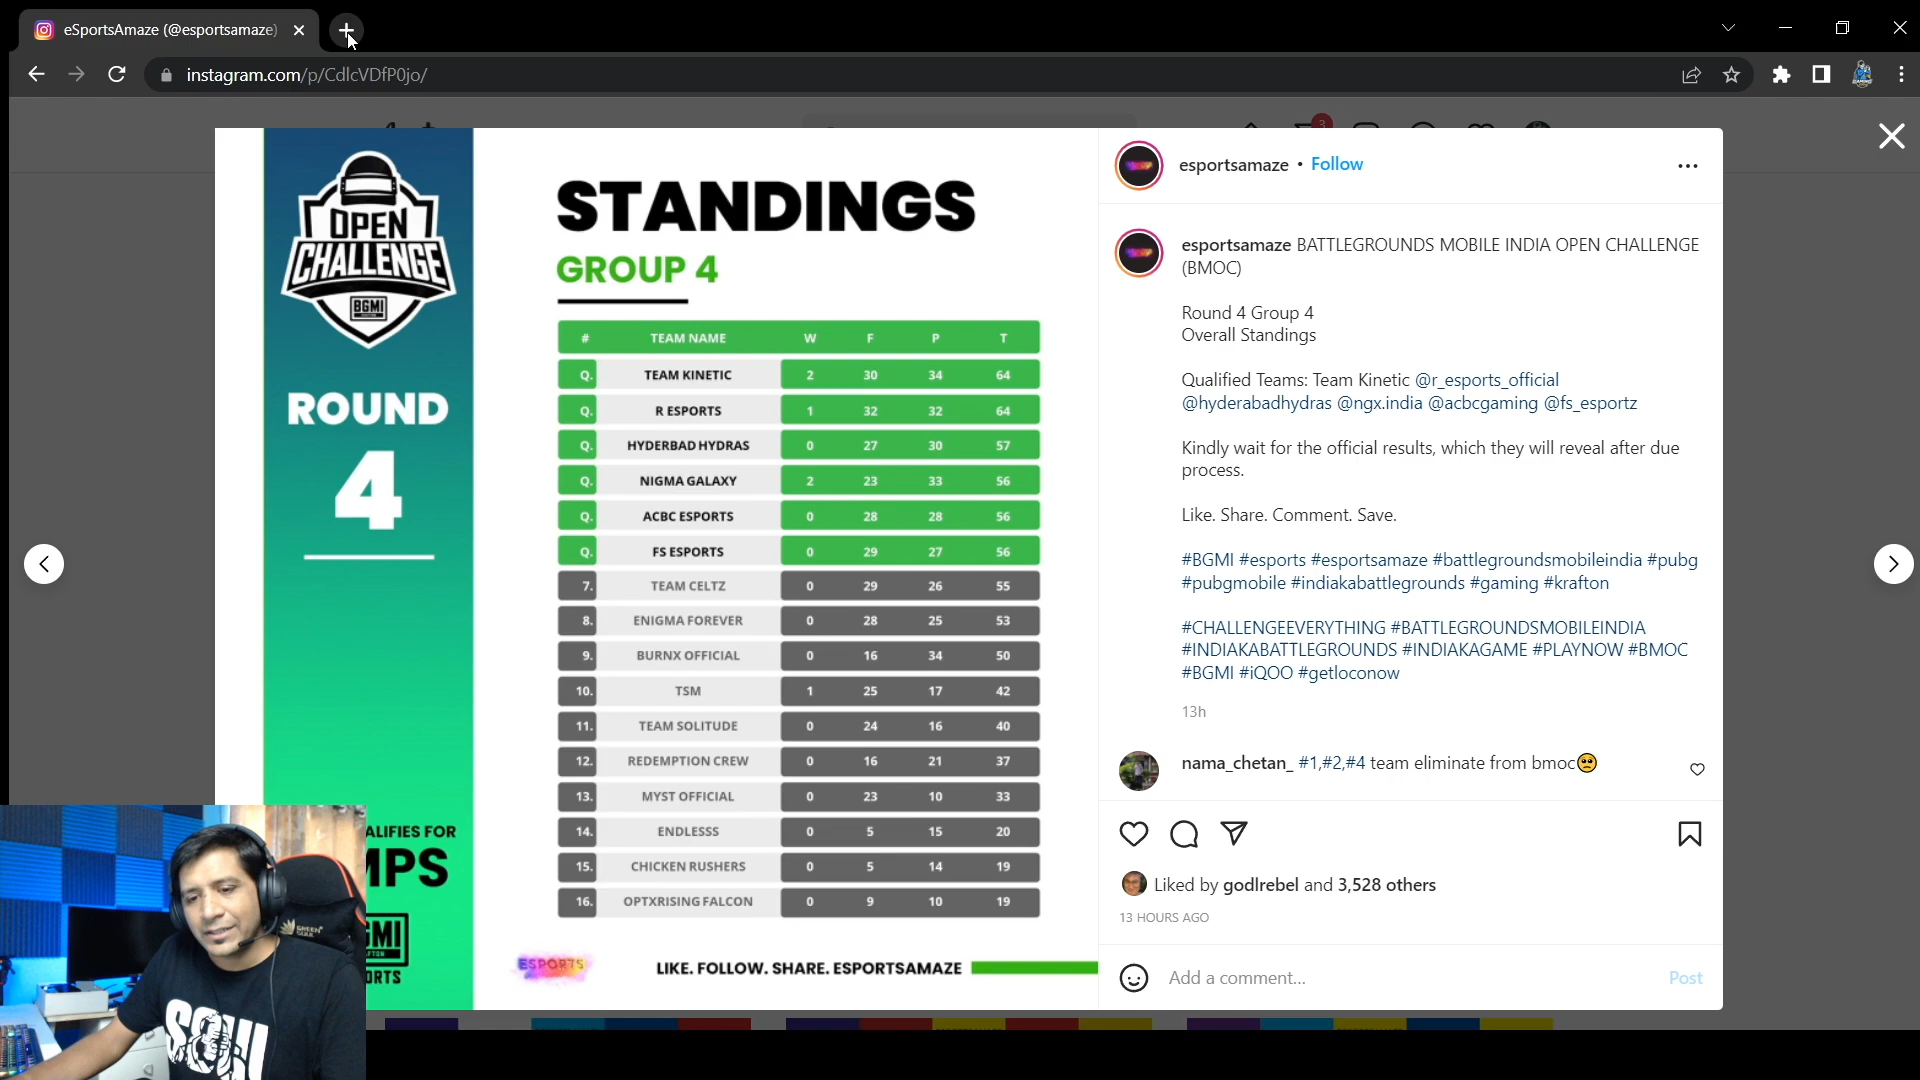 eSportsAmaze (@esportsamaze)
instagram.com/p/CdlcVDfP0jo/
3
OPEN
CHALLENGE
BGMI
ROUND
4
ALIFIES FOR
MPS
GMI
ORTS
STANDINGS
GROUP 4
# TEAM NAME W F P T
Q. TEAM KINETIC 2 30 34 64
Q. R ESPORTS 1 32 32 64
Q. HYDERBAD HYDRAS 0 27 30 57
Q. NIGMA GALAXY 2 23 33 56
Q. ACBC ESPORTS 0 28 28 56
Q. FS ESPORTS 0 29 27 56
7. TEAM CELTZ 0 29 26 55
8. ENIGMA FOREVER 0 28 25 53
9. BURNX OFFICIAL 0 16 34 50
10. TSM 1 25 17 42
11. TEAM SOLITUDE 0 24 16 40
12. REDEMPTION CREW 0 16 21 37
13. MYST OFFICIAL 0 23 10 33
14. ENDLESSS 0 5 15 20
15. CHICKEN RUSHERS 0 5 14 19
16. OPTXRISING FALCON 0 9 10 19
ESPORTS
LIKE. FOLLOW. SHARE. ESPORTSAMAZE
esportsamaze • Follow
esportsamaze BATTLEGROUNDS MOBILE INDIA OPEN CHALLENGE
(BMOC)
Round 4 Group 4
Overall Standings
Qualified Teams: Team Kinetic @r_esports_official
@hyderabadhydras @ngx.india @acbcgaming @fs_esportz
Kindly wait for the official results, which they will reveal after due
process.
Like. Share. Comment. Save.
#BGMI #esports #esportsamaze #battlegroundsmobileindia #pubg
#pubgmobile #indiakabattlegrounds #gaming #krafton
#CHALLENGEEVERYTHING #BATTLEGROUNDSMOBILEINDIA
#INDIAKABATTLEGROUNDS #INDIAKAGAME #PLAYNOW #BMOC
#BGMI #iQOO #getloconow
13h
nama_chetan_ #1,#2,#4 team eliminate from bmoc🥺
Liked by godlrebel and 3,528 others
13 HOURS AGO
Add a comment...
Post
GREEN
SOUL